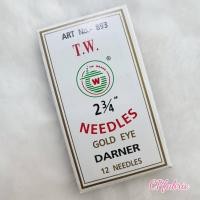 ART NO.- 893
T.W.
W
2¾"
NEEDLES
GOLD EYE
DARNER
12 NEEDLES